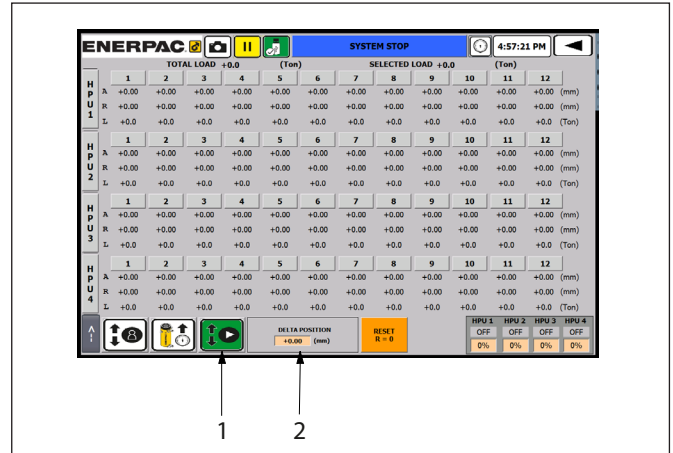 ENERPAC. SYSTEM STOP 4:57:21 PM
TOTAL LOAD +0.0 (Ton) SELECTED LOAD +0.0 (Ton)
HPU1
1 2 3 4 5 6 7 8 9 10 11 12
A +0.00 +0.00 +0.00 +0.00 +0.00 +0.00 +0.00 +0.00 +0.00 +0.00 +0.00 +0.00 (mm)
R +0.00 +0.00 +0.00 +0.00 +0.00 +0.00 +0.00 +0.00 +0.00 +0.00 +0.00 +0.00 (mm)
L +0.0 +0.0 +0.0 +0.0 +0.0 +0.0 +0.0 +0.0 +0.0 +0.0 +0.0 +0.0 (Ton)
HPU2
1 2 3 4 5 6 7 8 9 10 11 12
A +0.00 +0.00 +0.00 +0.00 +0.00 +0.00 +0.00 +0.00 +0.00 +0.00 +0.00 +0.00 (mm)
R +0.00 +0.00 +0.00 +0.00 +0.00 +0.00 +0.00 +0.00 +0.00 +0.00 +0.00 +0.00 (mm)
L +0.0 +0.0 +0.0 +0.0 +0.0 +0.0 +0.0 +0.0 +0.0 +0.0 +0.0 +0.0 (Ton)
HPU3
1 2 3 4 5 6 7 8 9 10 11 12
A +0.00 +0.00 +0.00 +0.00 +0.00 +0.00 +0.00 +0.00 +0.00 +0.00 +0.00 +0.00 (mm)
R +0.00 +0.00 +0.00 +0.00 +0.00 +0.00 +0.00 +0.00 +0.00 +0.00 +0.00 +0.00 (mm)
L +0.0 +0.0 +0.0 +0.0 +0.0 +0.0 +0.0 +0.0 +0.0 +0.0 +0.0 +0.0 (Ton)
HPU4
1 2 3 4 5 6 7 8 9 10 11 12
A +0.00 +0.00 +0.00 +0.00 +0.00 +0.00 +0.00 +0.00 +0.00 +0.00 +0.00 +0.00 (mm)
R +0.00 +0.00 +0.00 +0.00 +0.00 +0.00 +0.00 +0.00 +0.00 +0.00 +0.00 +0.00 (mm)
L +0.0 +0.0 +0.0 +0.0 +0.0 +0.0 +0.0 +0.0 +0.0 +0.0 +0.0 +0.0 (Ton)
DELTA POSITION
+0.00 (mm)
RESET
R = 0
HPU 1 HPU 2 HPU 3 HPU 4
OFF OFF OFF OFF
0% 0% 0% 0%
1 2